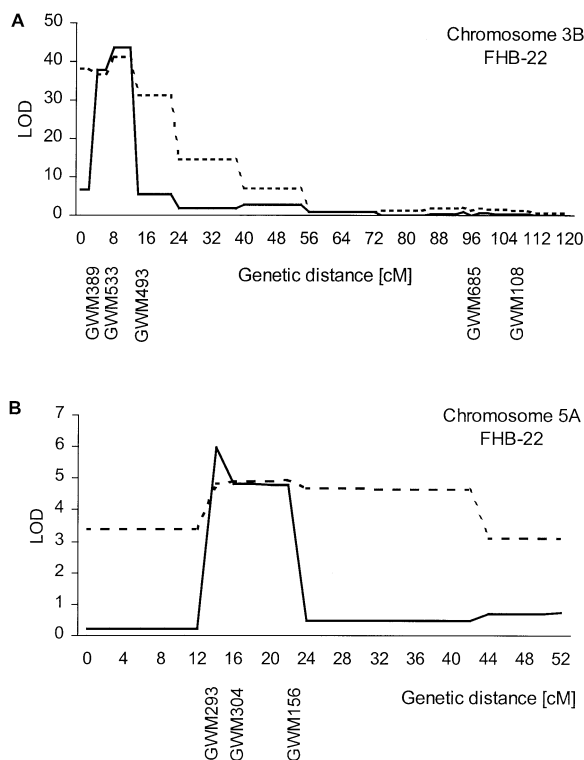 A
Chromosome 3B
FHB-22
50
40
30
20
10
0
LOD
0 8 16 24 32 40 48 56 64 72 80 88 96 104 112 120
Genetic distance [cM]
GWM389
GWM533
GWM493
GWM685
GWM108
B
Chromosome 5A
FHB-22
7
6
5
4
3
2
1
0
LOD
0 4 8 12 16 20 24 28 32 36 40 44 48 52
Genetic distance [cM]
GWM293
GWM304
GWM156